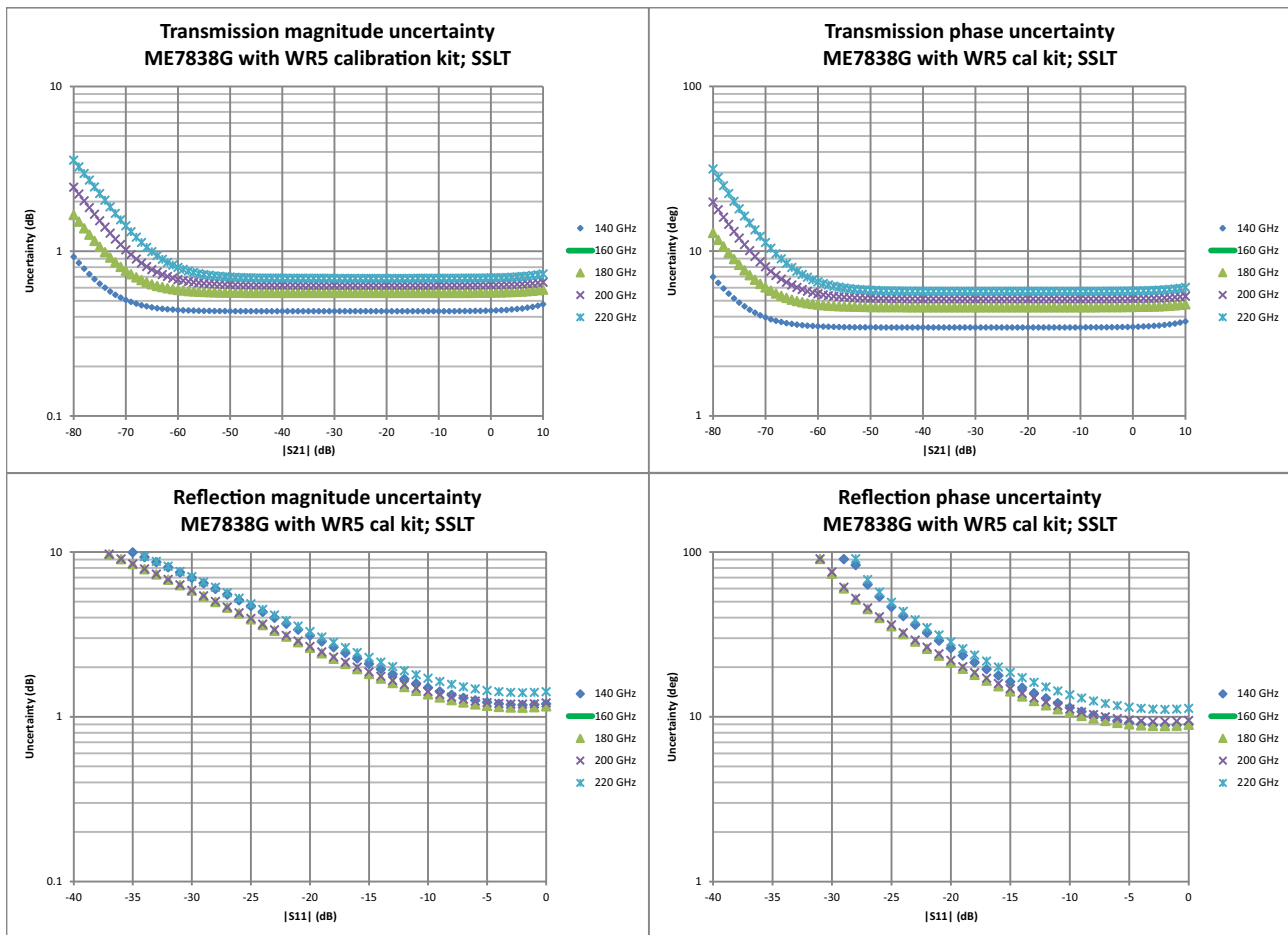 Transmission magnitude uncertainty
ME7838G with WR5 calibration kit; SSLT
10
1
0.1
Uncertainty (dB)
-80 -70 -60 -50 -40 -30 -20 -10 0 10
|S21| (dB)
140 GHz
160 GHz
180 GHz
200 GHz
220 GHz
Transmission phase uncertainty
ME7838G with WR5 cal kit; SSLT
100
10
1
Uncertainty (deg)
-80 -70 -60 -50 -40 -30 -20 -10 0 10
|S21| (dB)
140 GHz
160 GHz
180 GHz
200 GHz
220 GHz
Reflection magnitude uncertainty
ME7838G with WR5 cal kit; SSLT
10
1
0.1
Uncertainty (dB)
-40 -35 -30 -25 -20 -15 -10 -5 0
|S11| (dB)
140 GHz
160 GHz
180 GHz
200 GHz
220 GHz
Reflection phase uncertainty
ME7838G with WR5 cal kit; SSLT
100
10
1
Uncertainty (deg)
-40 -35 -30 -25 -20 -15 -10 -5 0
|S11| (dB)
140 GHz
160 GHz
180 GHz
200 GHz
220 GHz